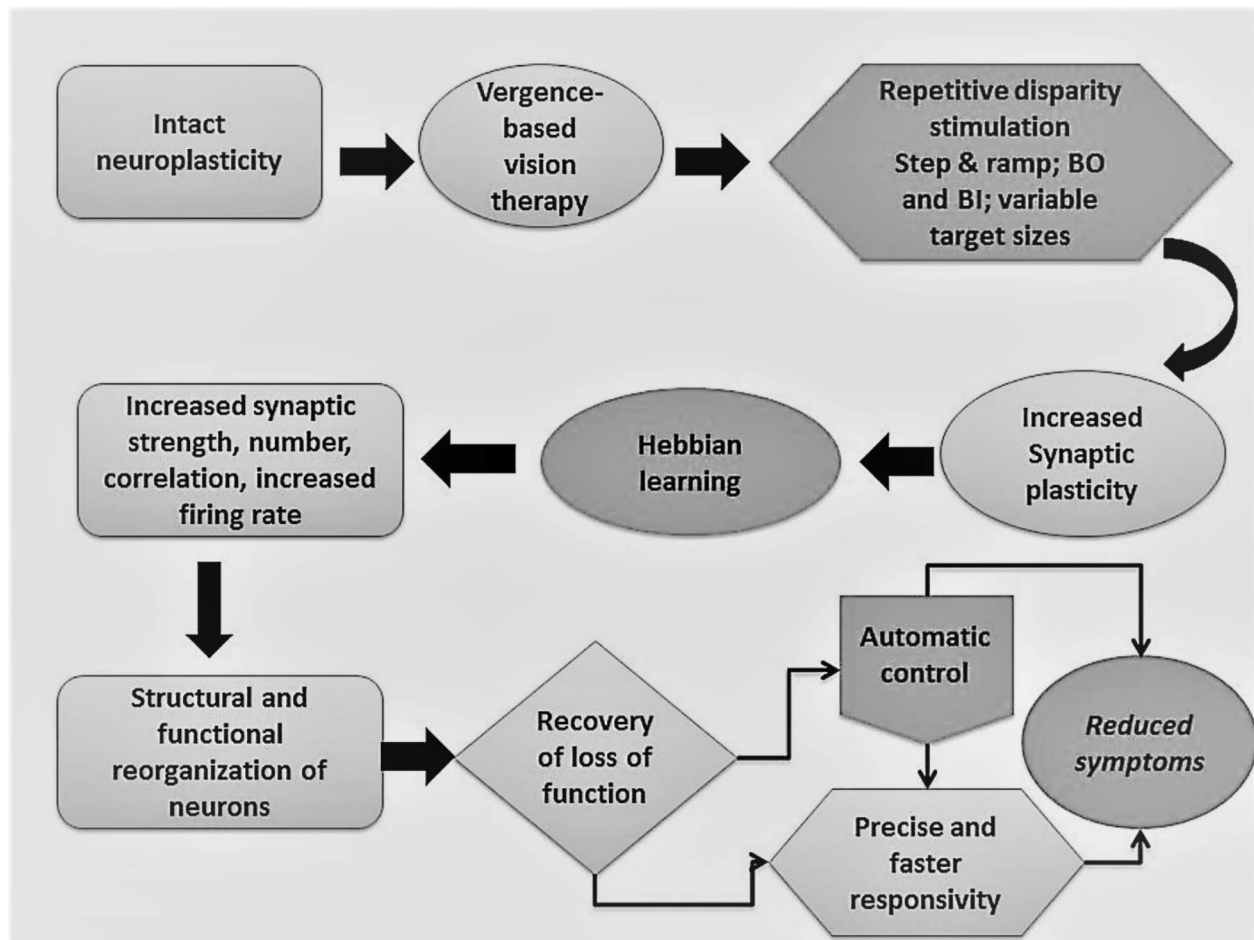 Intact
neuroplasticity
Vergence-
based
vision
therapy
Repetitive disparity
stimulation
Step & ramp; BO
and BI; variable
target sizes
Increased
Synaptic
plasticity
Hebbian
learning
Increased synaptic
strength, number,
correlation, increased
firing rate
Structural and
functional
reorganization of
neurons
Recovery
of loss of
function
Automatic
control
Precise and
faster
responsivity
Reduced
symptoms